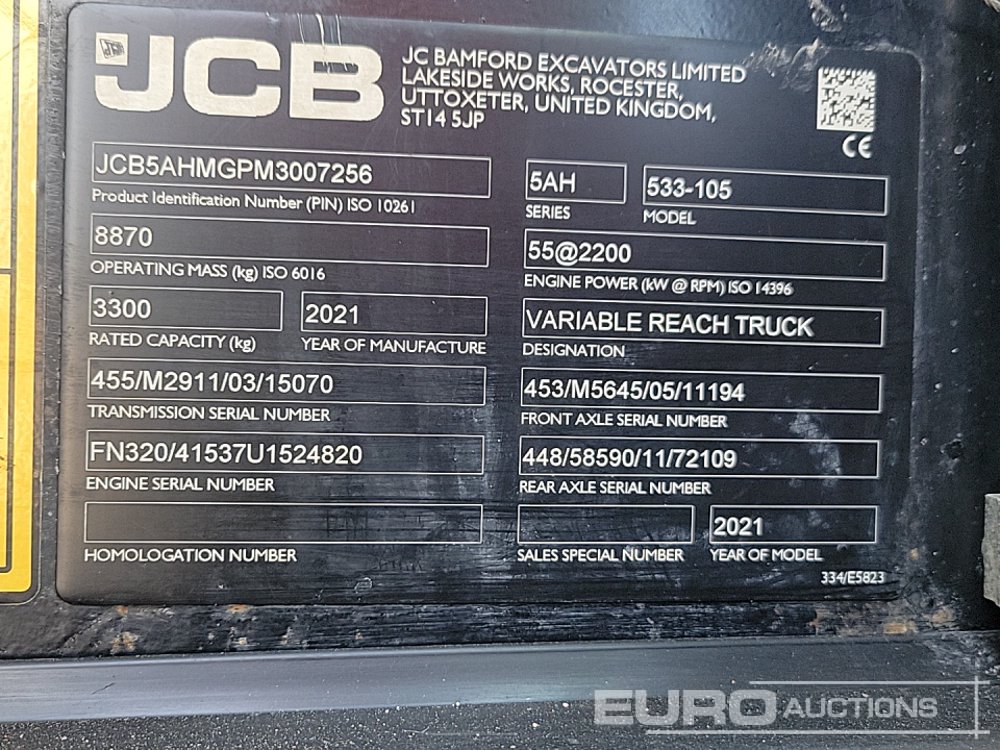 JCB
JC BAMFORD EXCAVATORS LIMITED
LAKESIDE WORKS, ROCESTER,
UTTOXETER, UNITED KINGDOM,
ST14 5JP
CE
JCB5AHMGPM3007256
Product Identification Number (PIN) ISO 10261
5AH
SERIES
533-105
MODEL
8870
OPERATING MASS (kg) ISO 6016
55@2200
ENGINE POWER (kW @ RPM) ISO 14396
3300
RATED CAPACITY (kg)
2021
YEAR OF MANUFACTURE
VARIABLE REACH TRUCK
DESIGNATION
455/M2911/03/15070
TRANSMISSION SERIAL NUMBER
453/M5645/05/11194
FRONT AXLE SERIAL NUMBER
FN320/41537U1524820
ENGINE SERIAL NUMBER
448/58590/11/72109
REAR AXLE SERIAL NUMBER
HOMOLOGATION NUMBER
SALES SPECIAL NUMBER
2021
YEAR OF MODEL
334/E5823
EURO AUCTIONS